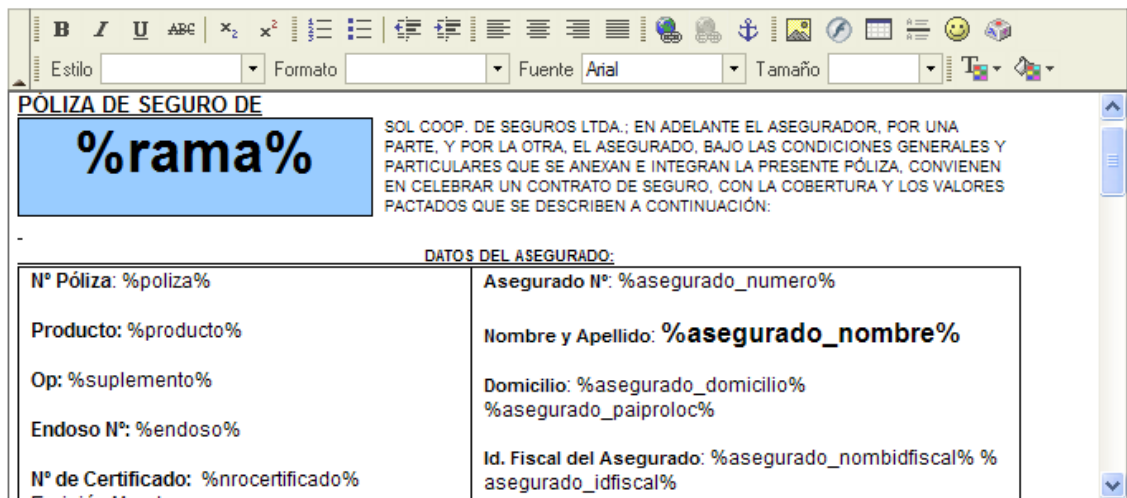 B I U ABC x₂ x²
Estilo Formato Fuente Arial Tamaño
PÓLIZA DE SEGURO DE
%rama%
SOL COOP. DE SEGUROS LTDA.; EN ADELANTE EL ASEGURADOR, POR UNA
PARTE, Y POR LA OTRA, EL ASEGURADO, BAJO LAS CONDICIONES GENERALES Y
PARTICULARES QUE SE ANEXAN E INTEGRAN LA PRESENTE PÓLIZA, CONVIENEN
EN CELEBRAR UN CONTRATO DE SEGURO, CON LA COBERTURA Y LOS VALORES
PACTADOS QUE SE DESCRIBEN A CONTINUACIÓN:
DATOS DEL ASEGURADO:
Nº Póliza: %poliza%
Producto: %producto%
Op: %suplemento%
Endoso Nº: %endoso%
Nº de Certificado: %nrocertificado%
Asegurado Nº: %asegurado_numero%
Nombre y Apellido: %asegurado_nombre%
Domicilio: %asegurado_domicilio%
%asegurado_paiproloc%
Id. Fiscal del Asegurado: %asegurado_nombidfiscal% %
asegurado_idfiscal%